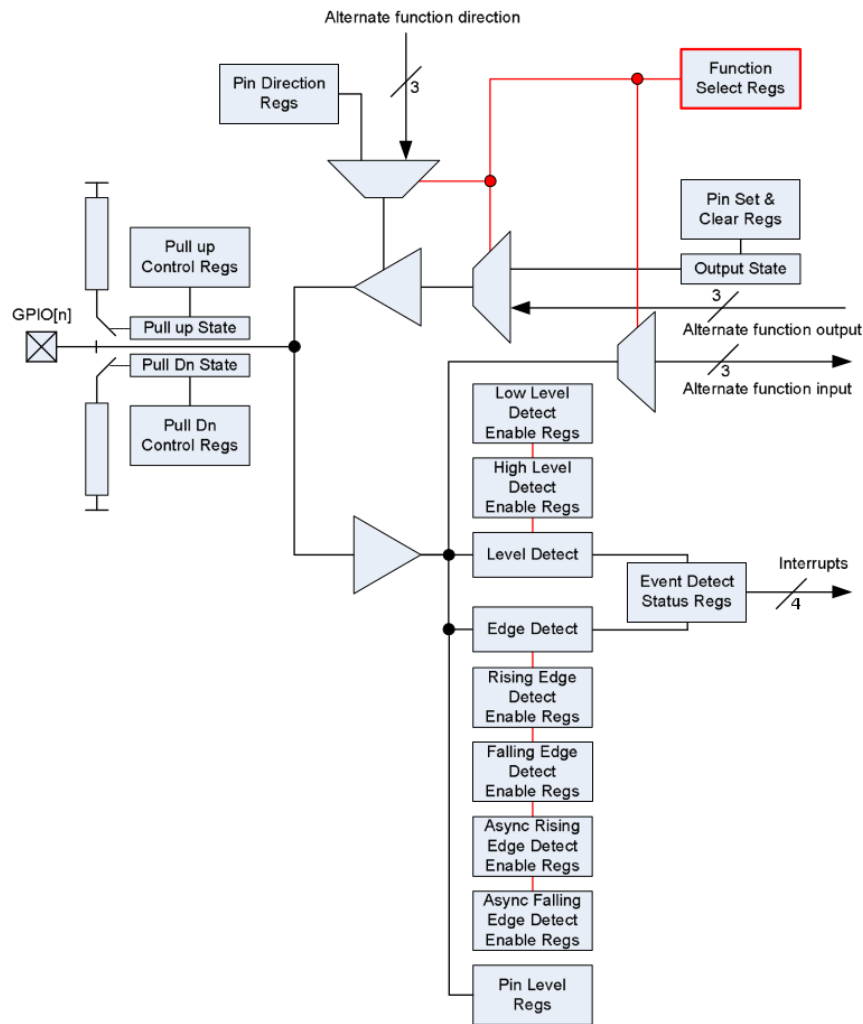 Alternate function direction
3
Pin Direction
Regs
Function
Select Regs
Pin Set &
Clear Regs
Output State
Pull up
Control Regs
GPIO[n]
Pull up State
3
Alternate function output
Pull Dn State
3
Alternate function input
Pull Dn
Control Regs
Low Level
Detect
Enable Regs
High Level
Detect
Enable Regs
Level Detect
Interrupts
Event Detect
Status Regs
4
Edge Detect
Rising Edge
Detect
Enable Regs
Falling Edge
Detect
Enable Regs
Async Rising
Edge Detect
Enable Regs
Async Falling
Edge Detect
Enable Regs
Pin Level
Regs